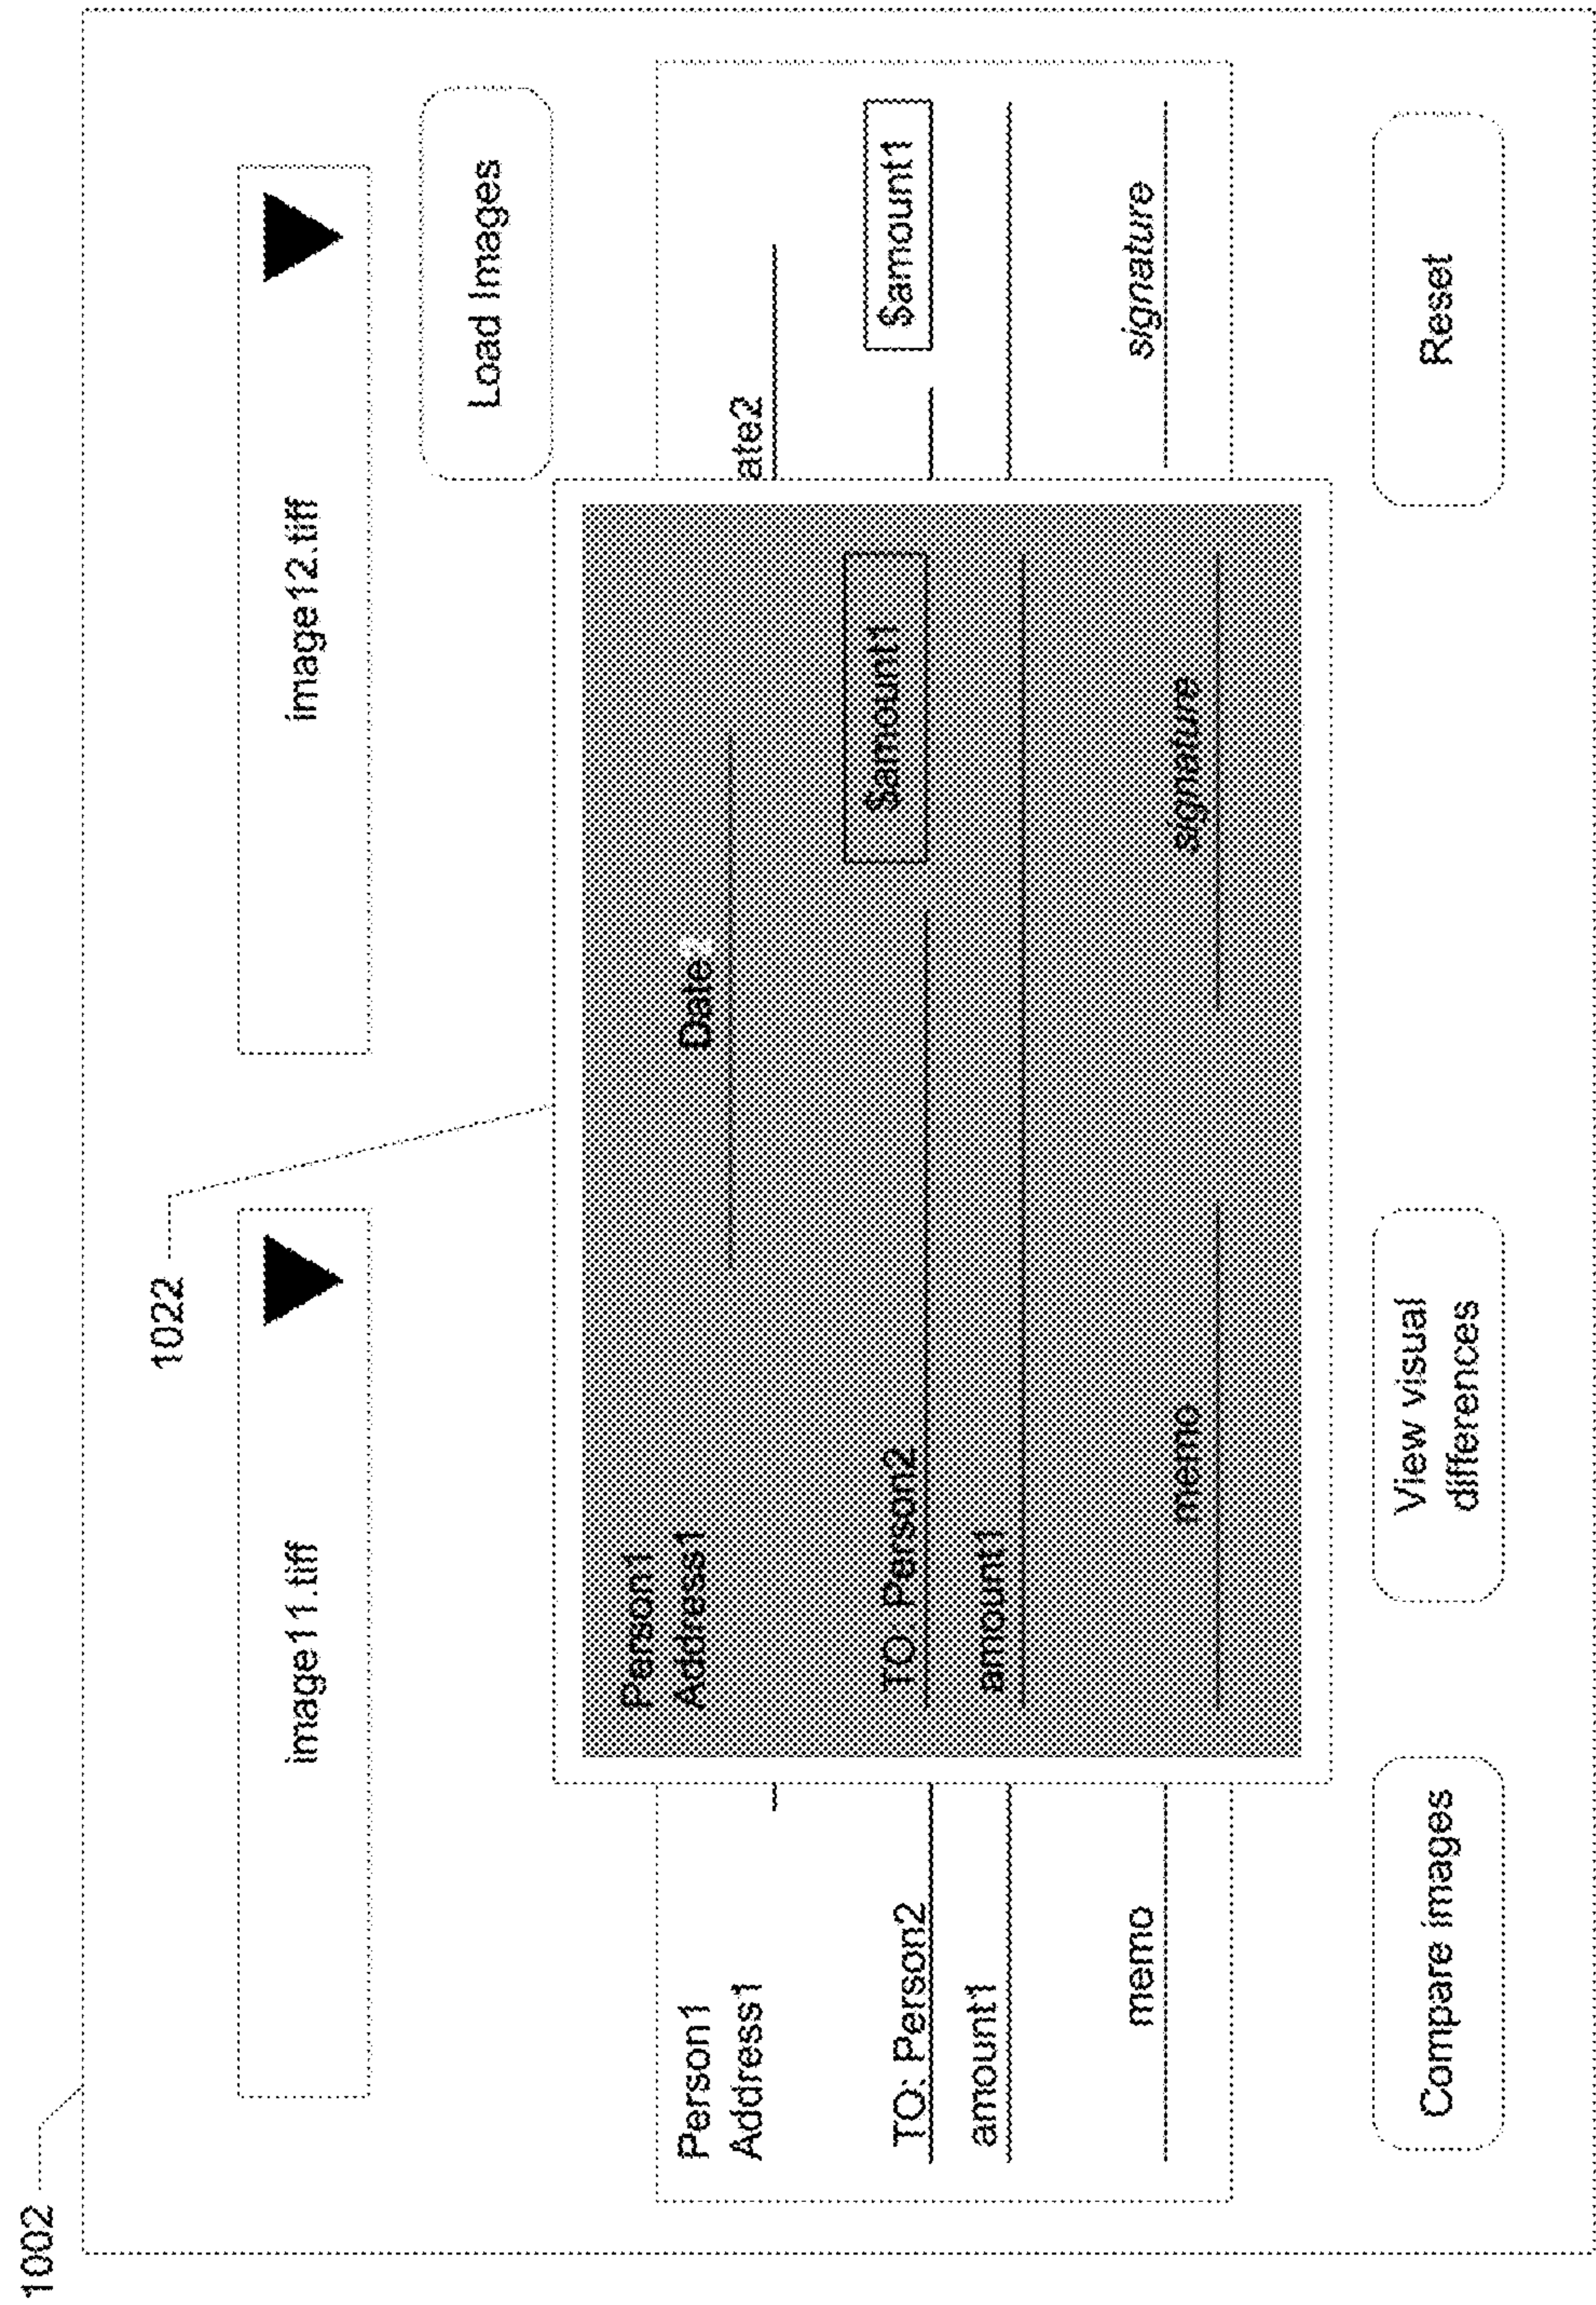 1002
1022
image11.tiff
image12.tiff
Load Images
Person1
Address1
ate2
TO: Person2
$amount1
amount1
memo
signature
Person1
Address1
Date
TO: Person2
$amount1
amount1
memo
signature
Compare images
View visual
differences
Reset